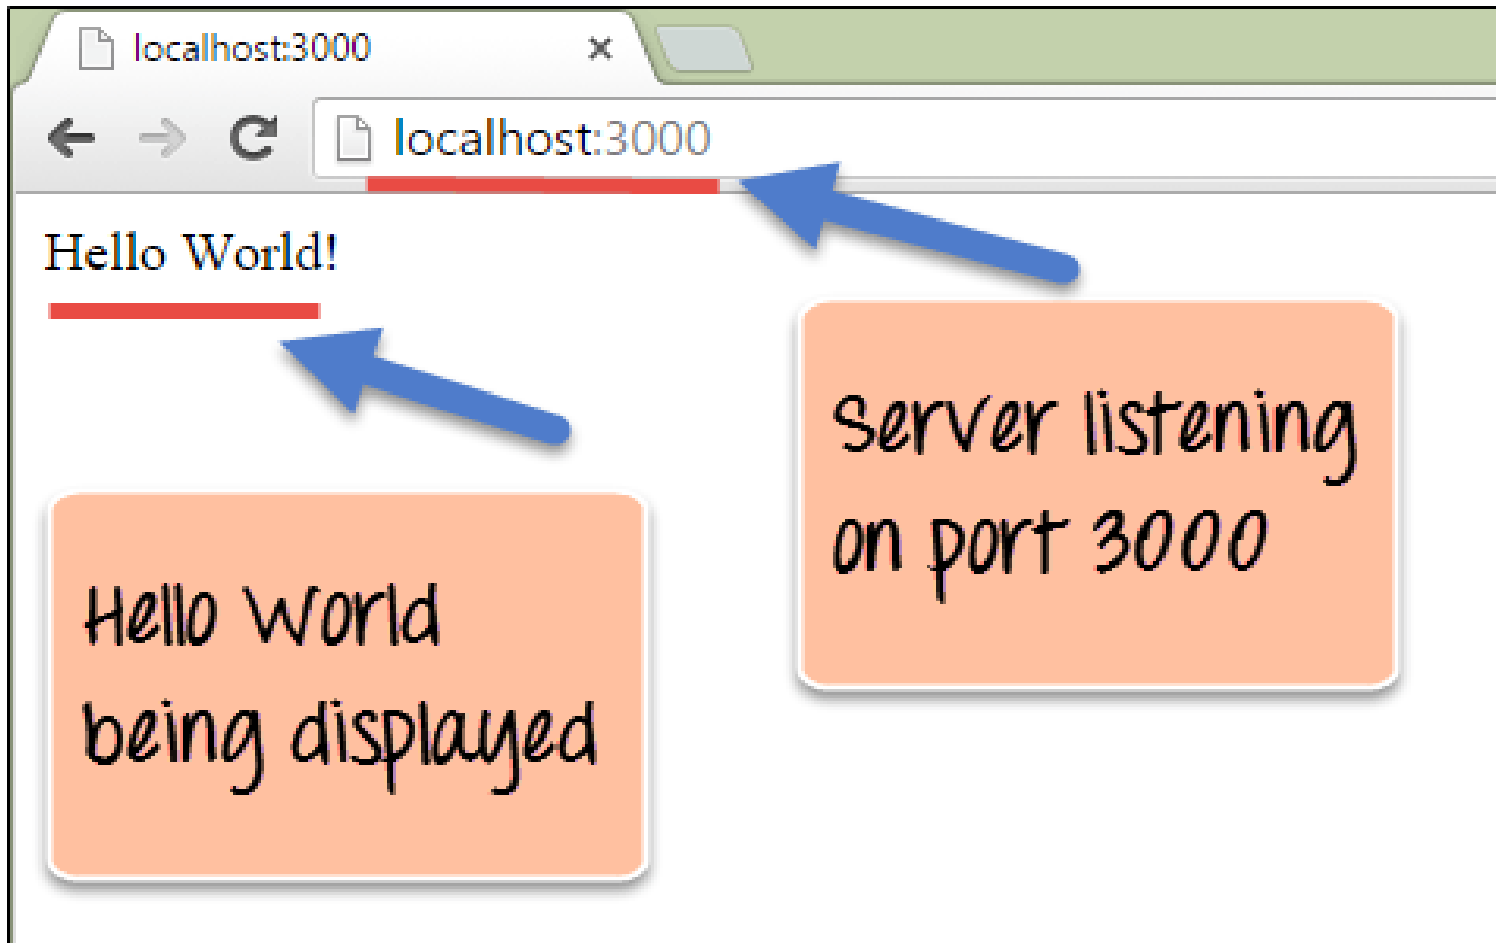 localhost:3000
localhost:3000
Hello World!
Server listening
on port 3000
Hello World
being displayed